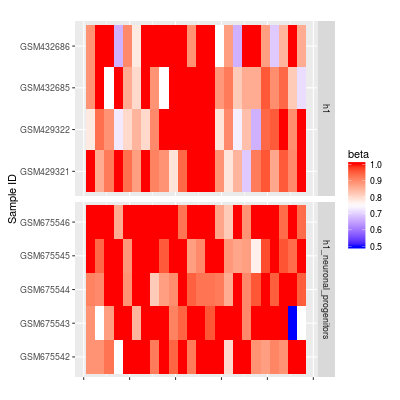 GSM432686
GSM432685
GSM429322
GSM429321
h1
GSM675546
GSM675545
GSM675544
GSM675543
GSM675542
h1_neuronal_progenitors
Sample ID
beta
1.0
0.9
0.8
0.7
0.6
0.5